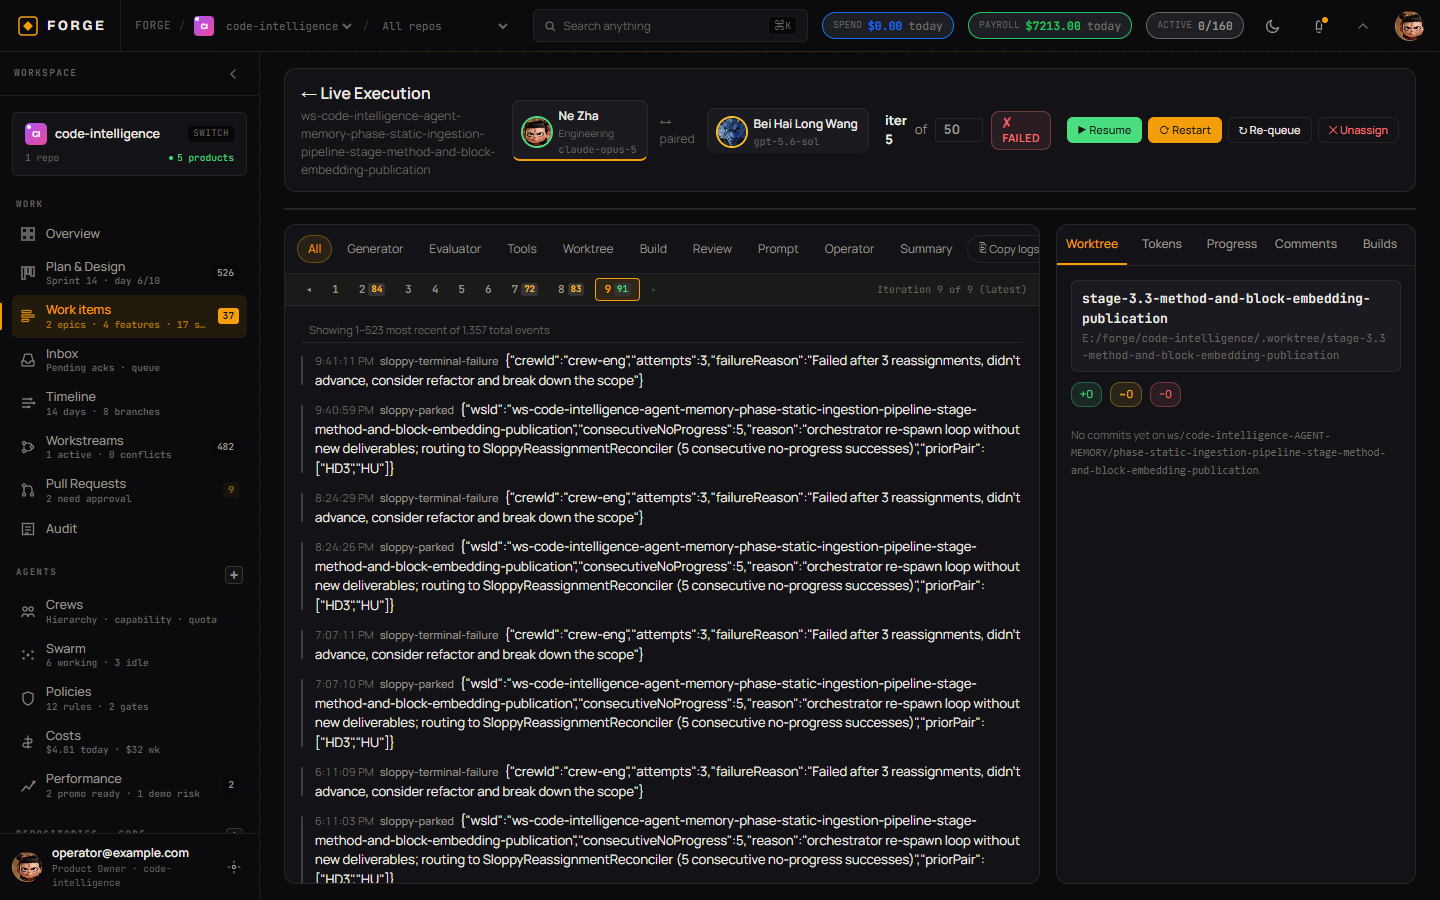 FORGE
FORGE / CI code-intelligence / All repos
Search anything ⌘K
SPEND $0.00 today
PAYROLL $7213.00 today
ACTIVE 0/160
WORKSPACE
CI code-intelligence SWITCH
1 repo • 5 products
WORK
Overview
Plan & Design
Sprint 14 · day 6/10
526
Work items
2 epics · 4 features · 17 s…
37
Inbox
Pending acks · queue
Timeline
14 days · 8 branches
Workstreams
1 active · 0 conflicts
482
Pull Requests
2 need approval
9
Audit
AGENTS +
Crews
Hierarchy · capability · quota
Swarm
6 working · 3 idle
Policies
12 rules · 2 gates
Costs
$4.81 today · $32 wk
Performance
2 promo ready · 1 demo risk
2
operator@example.com
Product Owner · code-
intelligence
← Live Execution
ws-code-intelligence-agent-
memory-phase-static-ingestion-
pipeline-stage-method-and-block-
embedding-publication
Ne Zha
Engineering
claude-opus-5
↔
paired
Bei Hai Long Wang
gpt-5.6-sol
iter
5
of 50
✗
FAILED
▶ Resume
⟳ Restart
↻ Re-queue
✕ Unassign
All Generator Evaluator Tools Worktree Build Review Prompt Operator Summary Copy logs
◂ 1 2 84 3 4 5 6 7 72 8 83 9 91 ▸ Iteration 9 of 9 (latest)
Showing 1–523 most recent of 1,357 total events
9:41:11 PM sloppy-terminal-failure {"crewId":"crew-eng","attempts":3,"failureReason":"Failed after 3 reassignments, didn't
advance, consider refactor and break down the scope"}
9:40:59 PM sloppy-parked {"wsId":"ws-code-intelligence-agent-memory-phase-static-ingestion-pipeline-stage-
method-and-block-embedding-publication","consecutiveNoProgress":5,"reason":"orchestrator re-spawn loop without
new deliverables; routing to SloppyReassignmentReconciler (5 consecutive no-progress successes)","priorPair":
["HD3","HU"]}
8:24:29 PM sloppy-terminal-failure {"crewId":"crew-eng","attempts":3,"failureReason":"Failed after 3 reassignments, didn't
advance, consider refactor and break down the scope"}
8:24:26 PM sloppy-parked {"wsId":"ws-code-intelligence-agent-memory-phase-static-ingestion-pipeline-stage-
method-and-block-embedding-publication","consecutiveNoProgress":5,"reason":"orchestrator re-spawn loop without
new deliverables; routing to SloppyReassignmentReconciler (5 consecutive no-progress successes)","priorPair":
["HD3","HU"]}
7:07:11 PM sloppy-terminal-failure {"crewId":"crew-eng","attempts":3,"failureReason":"Failed after 3 reassignments, didn't
advance, consider refactor and break down the scope"}
7:07:10 PM sloppy-parked {"wsId":"ws-code-intelligence-agent-memory-phase-static-ingestion-pipeline-stage-
method-and-block-embedding-publication","consecutiveNoProgress":5,"reason":"orchestrator re-spawn loop without
new deliverables; routing to SloppyReassignmentReconciler (5 consecutive no-progress successes)","priorPair":
["HD3","HU"]}
6:11:09 PM sloppy-terminal-failure {"crewId":"crew-eng","attempts":3,"failureReason":"Failed after 3 reassignments, didn't
advance, consider refactor and break down the scope"}
6:11:03 PM sloppy-parked {"wsId":"ws-code-intelligence-agent-memory-phase-static-ingestion-pipeline-stage-
method-and-block-embedding-publication","consecutiveNoProgress":5,"reason":"orchestrator re-spawn loop without
new deliverables; routing to SloppyReassignmentReconciler (5 consecutive no-progress successes)","priorPair":
["HD3","HU"]}
Worktree Tokens Progress Comments Builds
stage-3.3-method-and-block-embedding-
publication
E:/forge/code-intelligence/.worktree/stage-3.3
-method-and-block-embedding-publication
+0 ~0 −0
No commits yet on ws/code-intelligence-AGENT-
MEMORY/phase-static-ingestion-pipeline-stage-method-
and-block-embedding-publication.